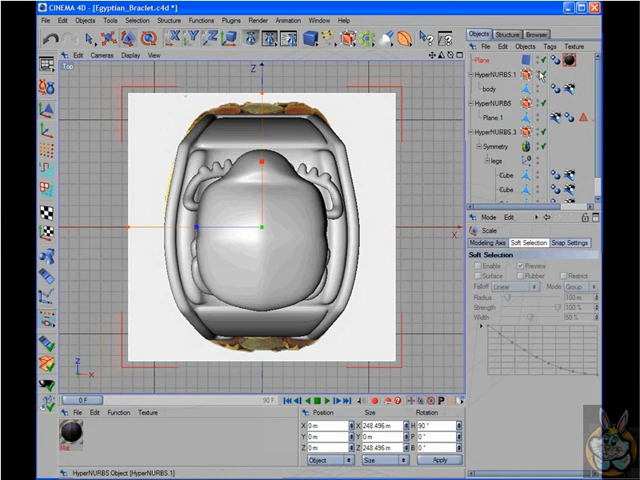 CINEMA 4D - [Egyptian_Braclet.c4d *]
File Edit Objects Tools Selection Structure Functions Plugins Render Animation Window Help
Edit Cameras Display View
Top
Z
X
Z
X
Objects Structure Browser
File Edit Objects Tags Texture
Plane
HyperNURBS.1
body
HyperNURBS
Plane.1
HyperNURBS.3
Symmetry
legs
Cube
Cube
Mode Edit
Scale
Modeling Axis Soft Selection Snap Settings
Soft Selection
Enable Preview
Surface Rubber Restrict
Falloff Linear Mode Group
Radius 100 m
Strength 100 %
Width 50 %
0 F 90 F
File Edit Function Texture
Mat
Position Size Rotation
X 0 m X 248.496 m H 90 °
Y 0 m Y 0 m P 0 °
Z 0 m Z 248.496 m B 0 °
Object Size Apply
HyperNURBS Object [HyperNURBS.1]